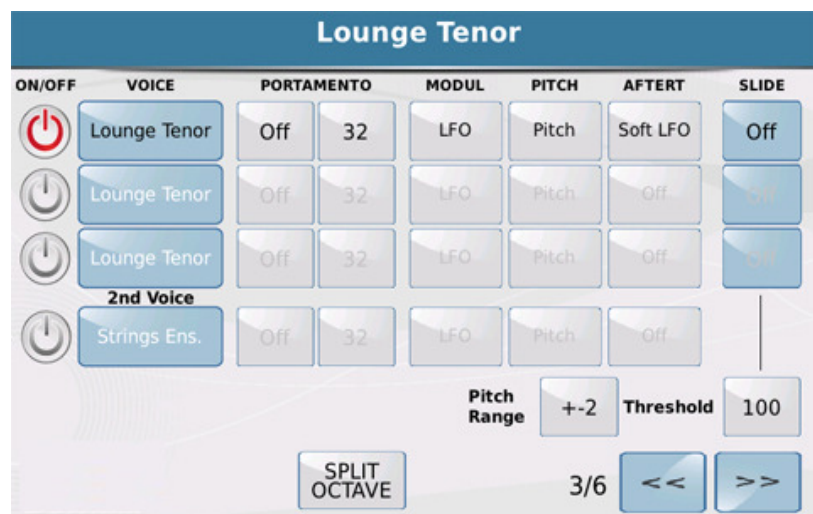 Lounge Tenor
ON/OFF VOICE PORTAMENTO MODUL PITCH AFTERT SLIDE
Lounge Tenor Off 32 LFO Pitch Soft LFO Off
Lounge Tenor Off 32 LFO Pitch Off Off
Lounge Tenor Off 32 LFO Pitch Off Off
2nd Voice
Strings Ens. Off 32 LFO Pitch Off
Pitch
Range +-2 Threshold 100
SPLIT
OCTAVE 3/6 << >>